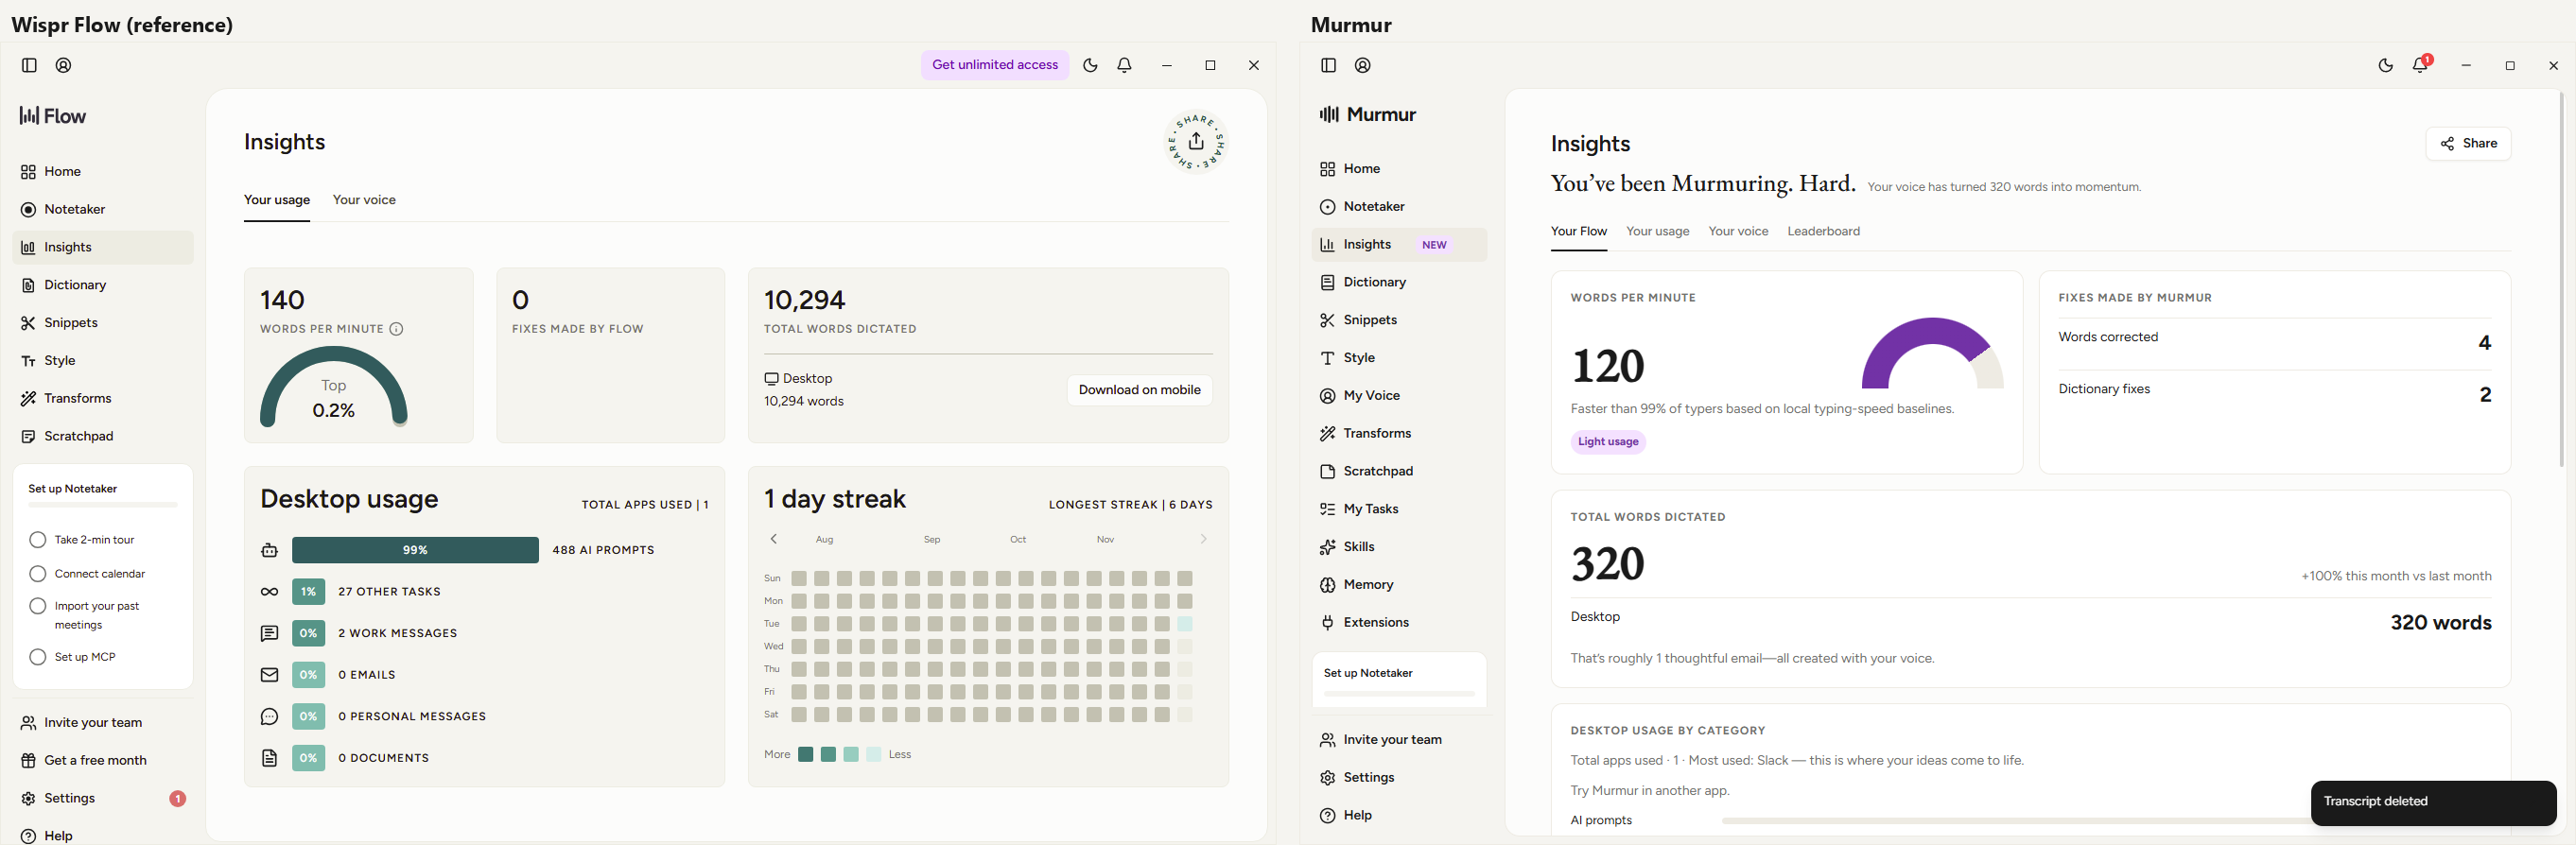 Wispr Flow (reference)
Get unlimited access
Flow
Home
Notetaker
Insights
Dictionary
Snippets
Style
Transforms
Scratchpad
Set up Notetaker
Take 2-min tour
Connect calendar
Import your past
meetings
Set up MCP
Invite your team
Get a free month
Settings 1
Help
Insights
SHARE • SHARE • SHARE • SHARE •
Your usage Your voice
140
WORDS PER MINUTE
Top
0.2%
0
FIXES MADE BY FLOW
10,294
TOTAL WORDS DICTATED
Desktop
10,294 words
Download on mobile
Desktop usage TOTAL APPS USED | 1
99% 488 AI PROMPTS
1% 27 OTHER TASKS
0% 2 WORK MESSAGES
0% 0 EMAILS
0% 0 PERSONAL MESSAGES
0% 0 DOCUMENTS
1 day streak LONGEST STREAK | 6 DAYS
Aug Sep Oct Nov
Sun
Mon
Tue
Wed
Thu
Fri
Sat
More Less
Murmur
1
Murmur
Home
Notetaker
Insights NEW
Dictionary
Snippets
Style
My Voice
Transforms
Scratchpad
My Tasks
Skills
Memory
Extensions
Set up Notetaker
Invite your team
Settings
Help
Insights
Share
You’ve been Murmuring. Hard. Your voice has turned 320 words into momentum.
Your Flow Your usage Your voice Leaderboard
WORDS PER MINUTE
120
Faster than 99% of typers based on local typing-speed baselines.
Light usage
FIXES MADE BY MURMUR
Words corrected 4
Dictionary fixes 2
TOTAL WORDS DICTATED
320
+100% this month vs last month
Desktop 320 words
That’s roughly 1 thoughtful email—all created with your voice.
DESKTOP USAGE BY CATEGORY
Total apps used · 1 · Most used: Slack — this is where your ideas come to life.
Try Murmur in another app.
AI prompts
Transcript deleted